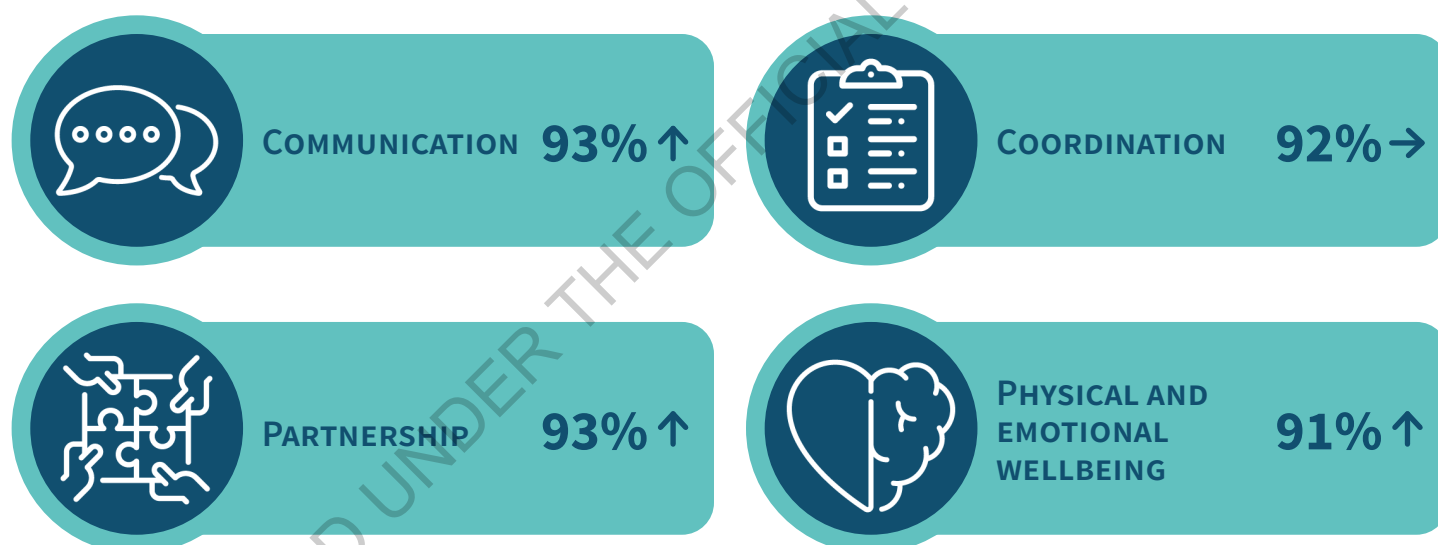 Communication 93% ↑
Coordination 92% →
Partnership 93% ↑
Physical and
emotional
wellbeing
91% ↑
UNDER THE OFFICIAL